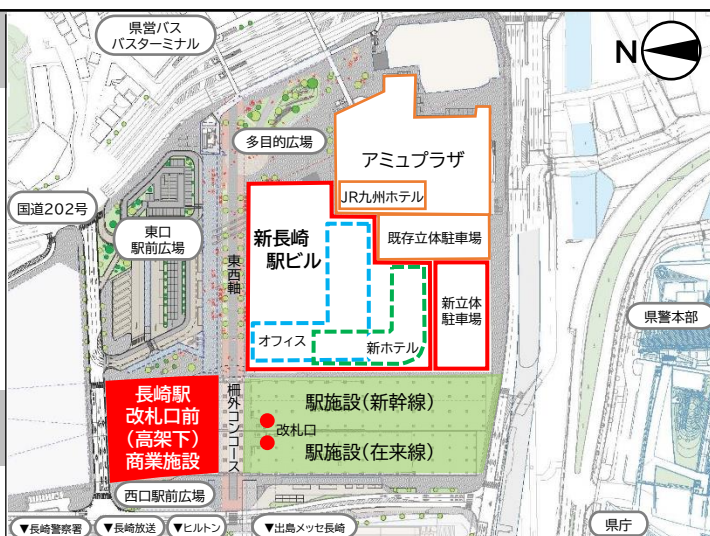 県営バス
バスターミナル
N
多目的広場
アミュプラザ
JR九州ホテル
国道202号
東口
駅前広場
東西軸
新長崎
駅ビル
既存立体駐車場
新立体
駐車場
オフィス
新ホテル
県警本部
長崎駅
改札口前
(高架下)
商業施設
柵外コンコース
駅施設(新幹線)
改札口
駅施設(在来線)
西口駅前広場
▼長崎警察署
▼長崎放送
▼ヒルトン
▼出島メッセ長崎
県庁